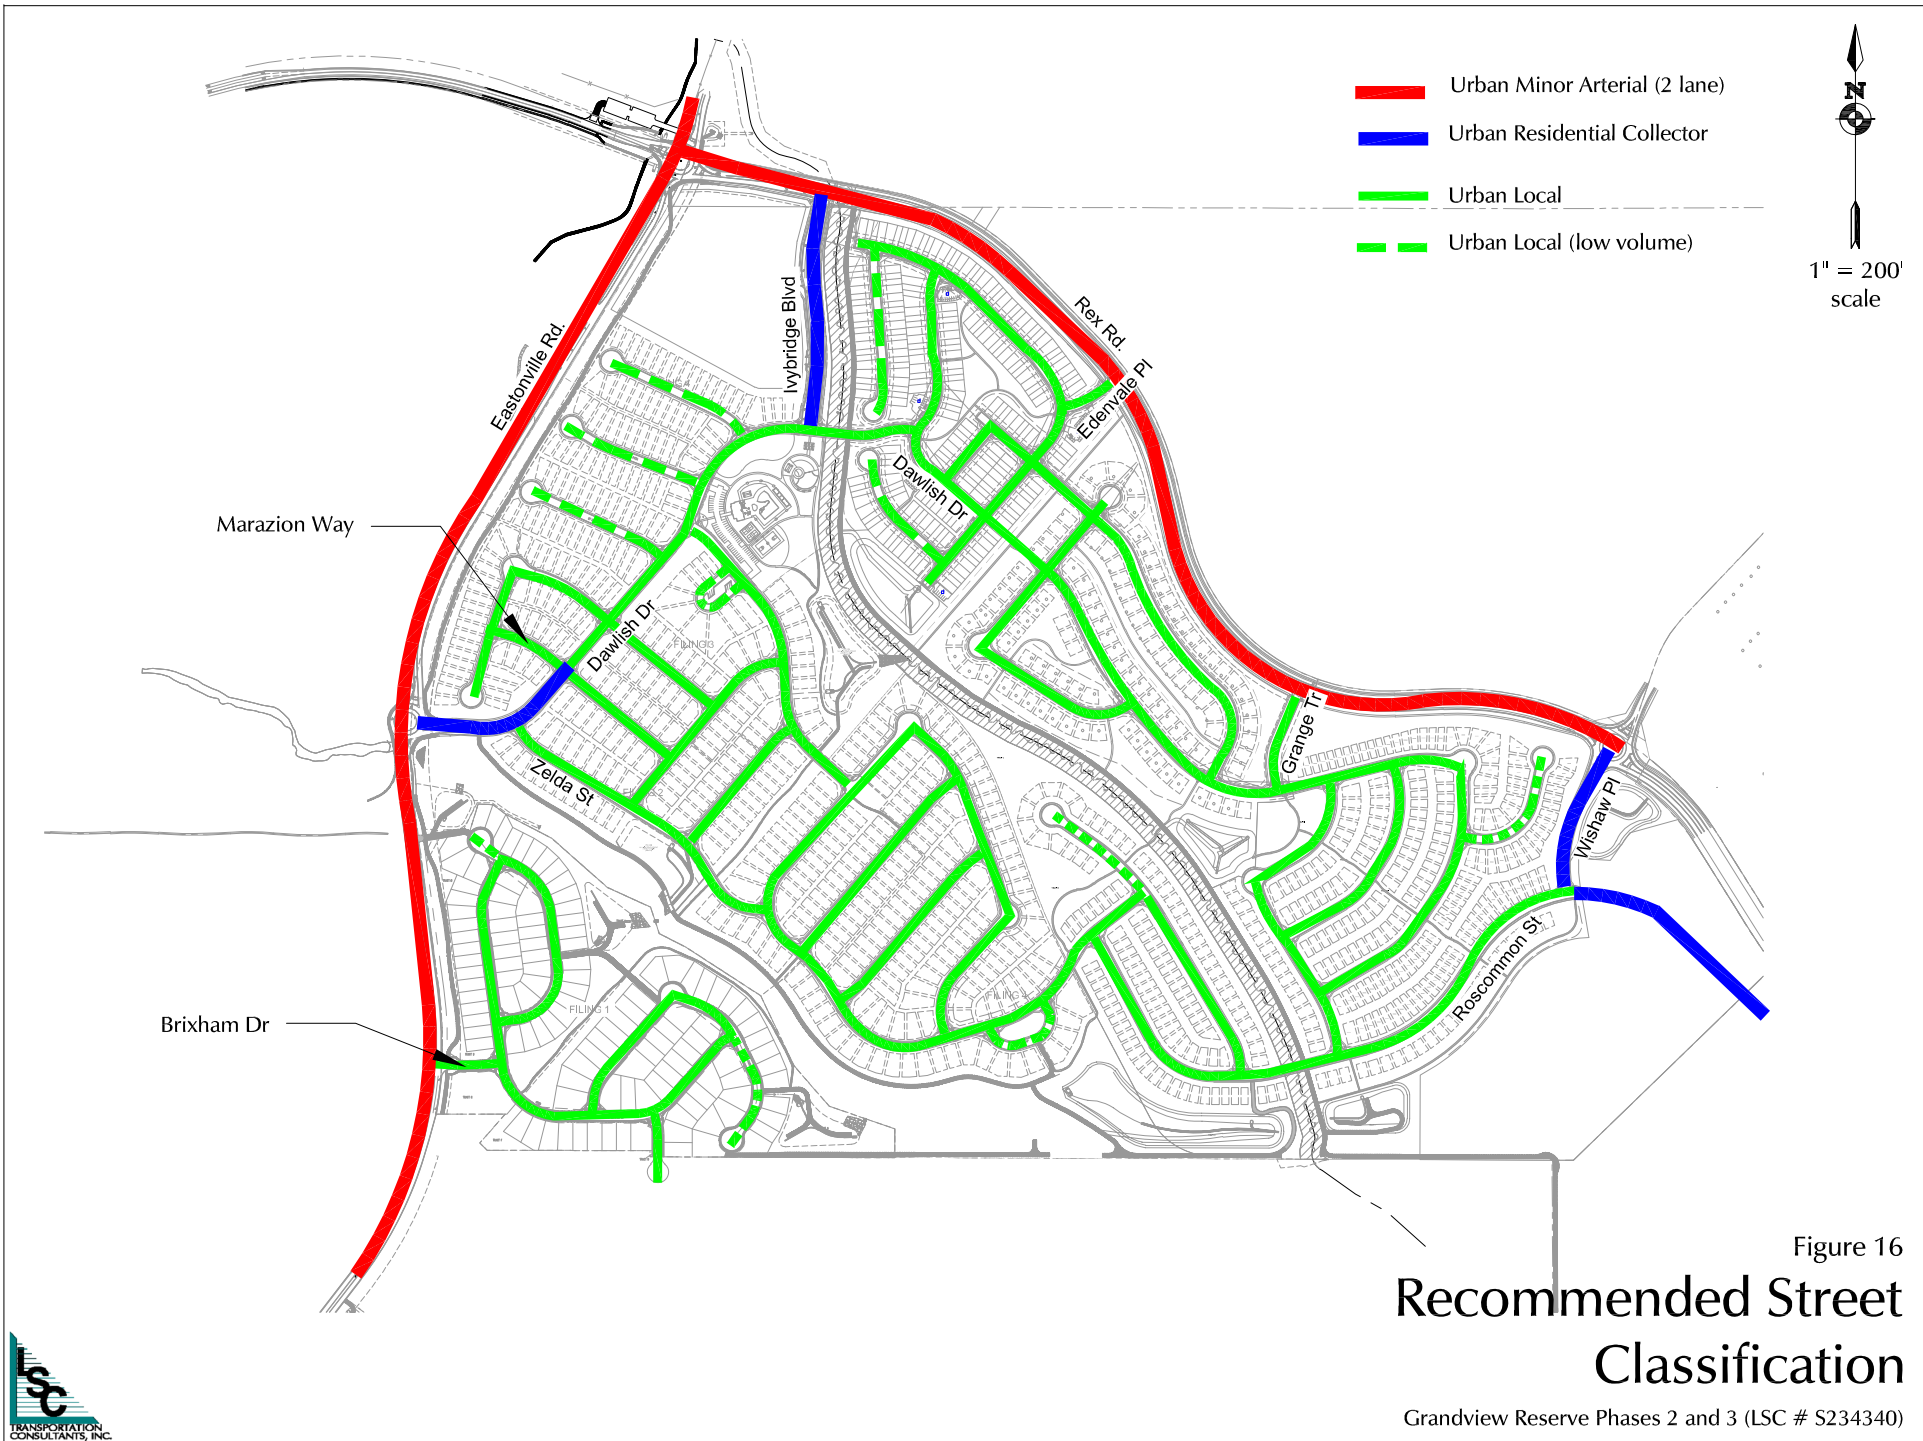 Urban Minor Arterial (2 lane)
Urban Residential Collector
Urban Local
Urban Local (low volume)
N
1" = 200'
scale
Rex Rd.
Edenvale Pl
Ivybridge Blvd
Eastonville Rd.
Dawlish Dr
Marazion Way
Dawlish Dr
FILING 3
Grange Tr
Zelda St
Wishaw Pl
Roscommon St
FILING 1
Brixham Dr
Figure 16
Recommended Street
Classification
Grandview Reserve Phases 2 and 3 (LSC # S234340)
LSC
TRANSPORTATION
CONSULTANTS, INC.